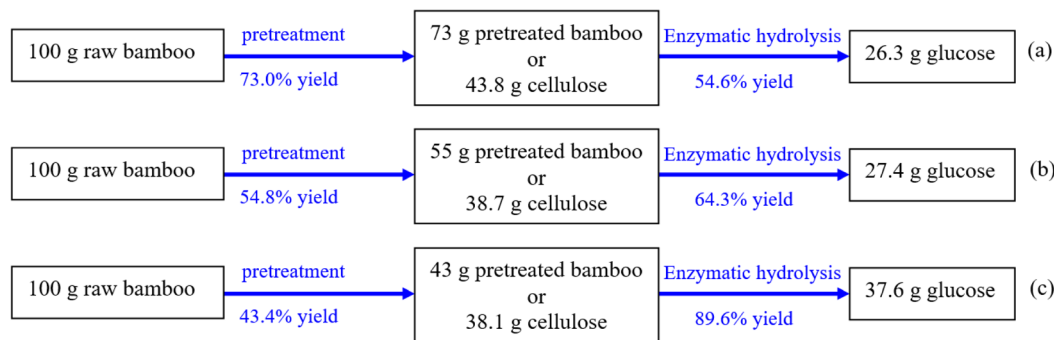 100 g raw bamboo
pretreatment
73.0% yield
73 g pretreated bamboo
or
43.8 g cellulose
Enzymatic hydrolysis
54.6% yield
26.3 g glucose
(a)
100 g raw bamboo
pretreatment
54.8% yield
55 g pretreated bamboo
or
38.7 g cellulose
Enzymatic hydrolysis
64.3% yield
27.4 g glucose
(b)
100 g raw bamboo
pretreatment
43.4% yield
43 g pretreated bamboo
or
38.1 g cellulose
Enzymatic hydrolysis
89.6% yield
37.6 g glucose
(c)